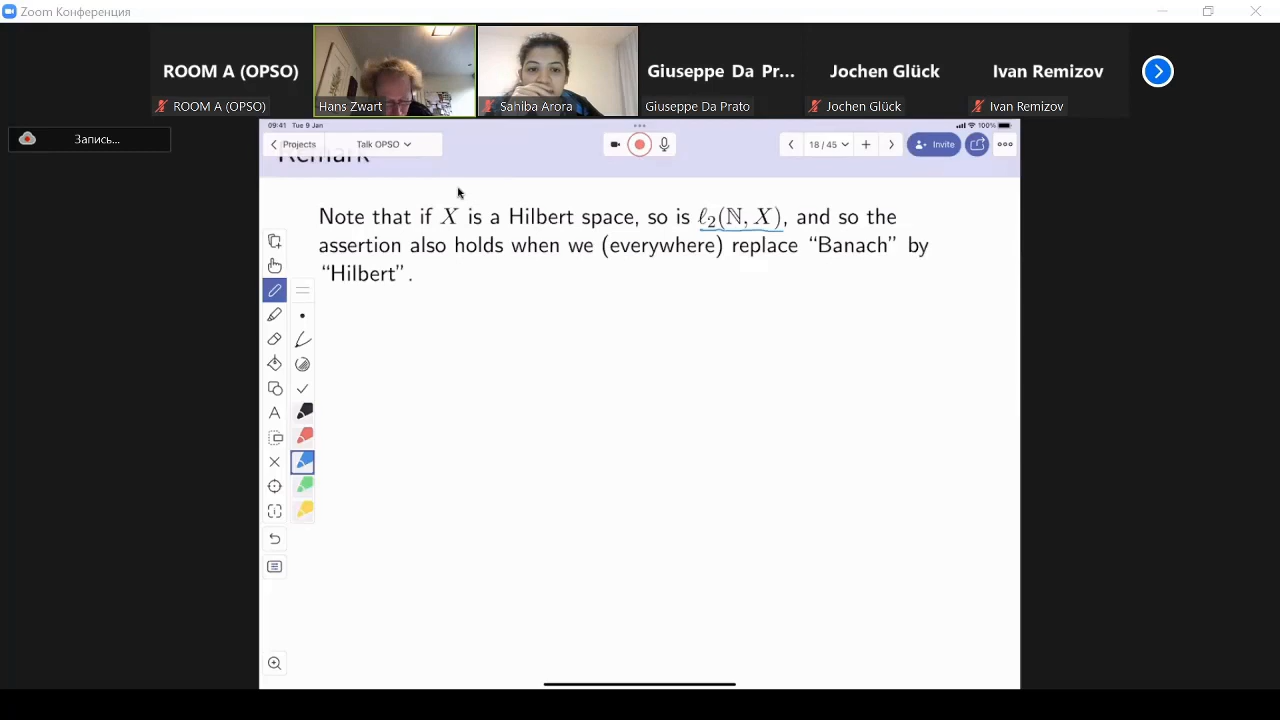 Zoom Конференция
ROOM A (OPSO)
Giuseppe Da Pr...
Jochen Glück
Ivan Remizov
ROOM A (OPSO)
Hans Zwart
Sahiba Arora
Giuseppe Da Prato
Jochen Glück
Ivan Remizov
Запись...
09:41 Tue 9 Jan
100%
Projects
Talk OPSO
18 / 45
Invite
Remark
Note that if X is a Hilbert space, so is ℓ₂(ℕ, X), and so the
assertion also holds when we (everywhere) replace “Banach” by
“Hilbert”.